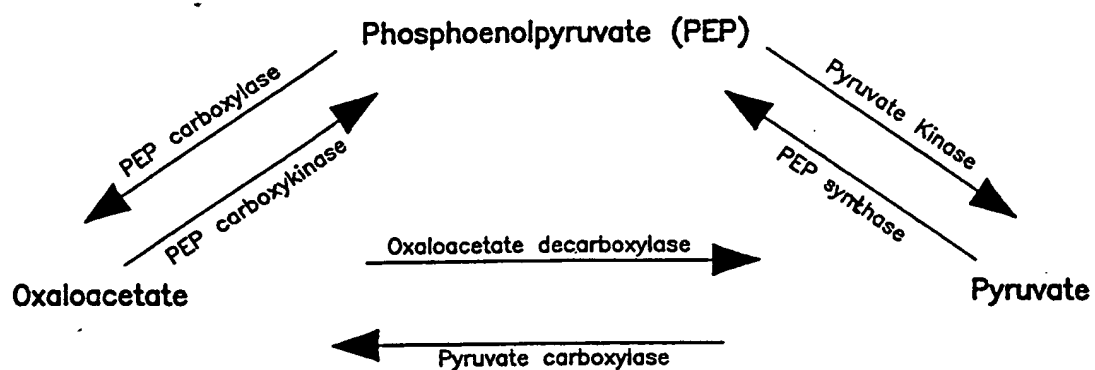 Phosphoenolpyruvate (PEP)
PEP carboxylase
PEP carboxykinase
Pyruvate Kinase
PEP synthase
Oxaloacetate decarboxylase
Oxaloacetate
Pyruvate
Pyruvate carboxylase